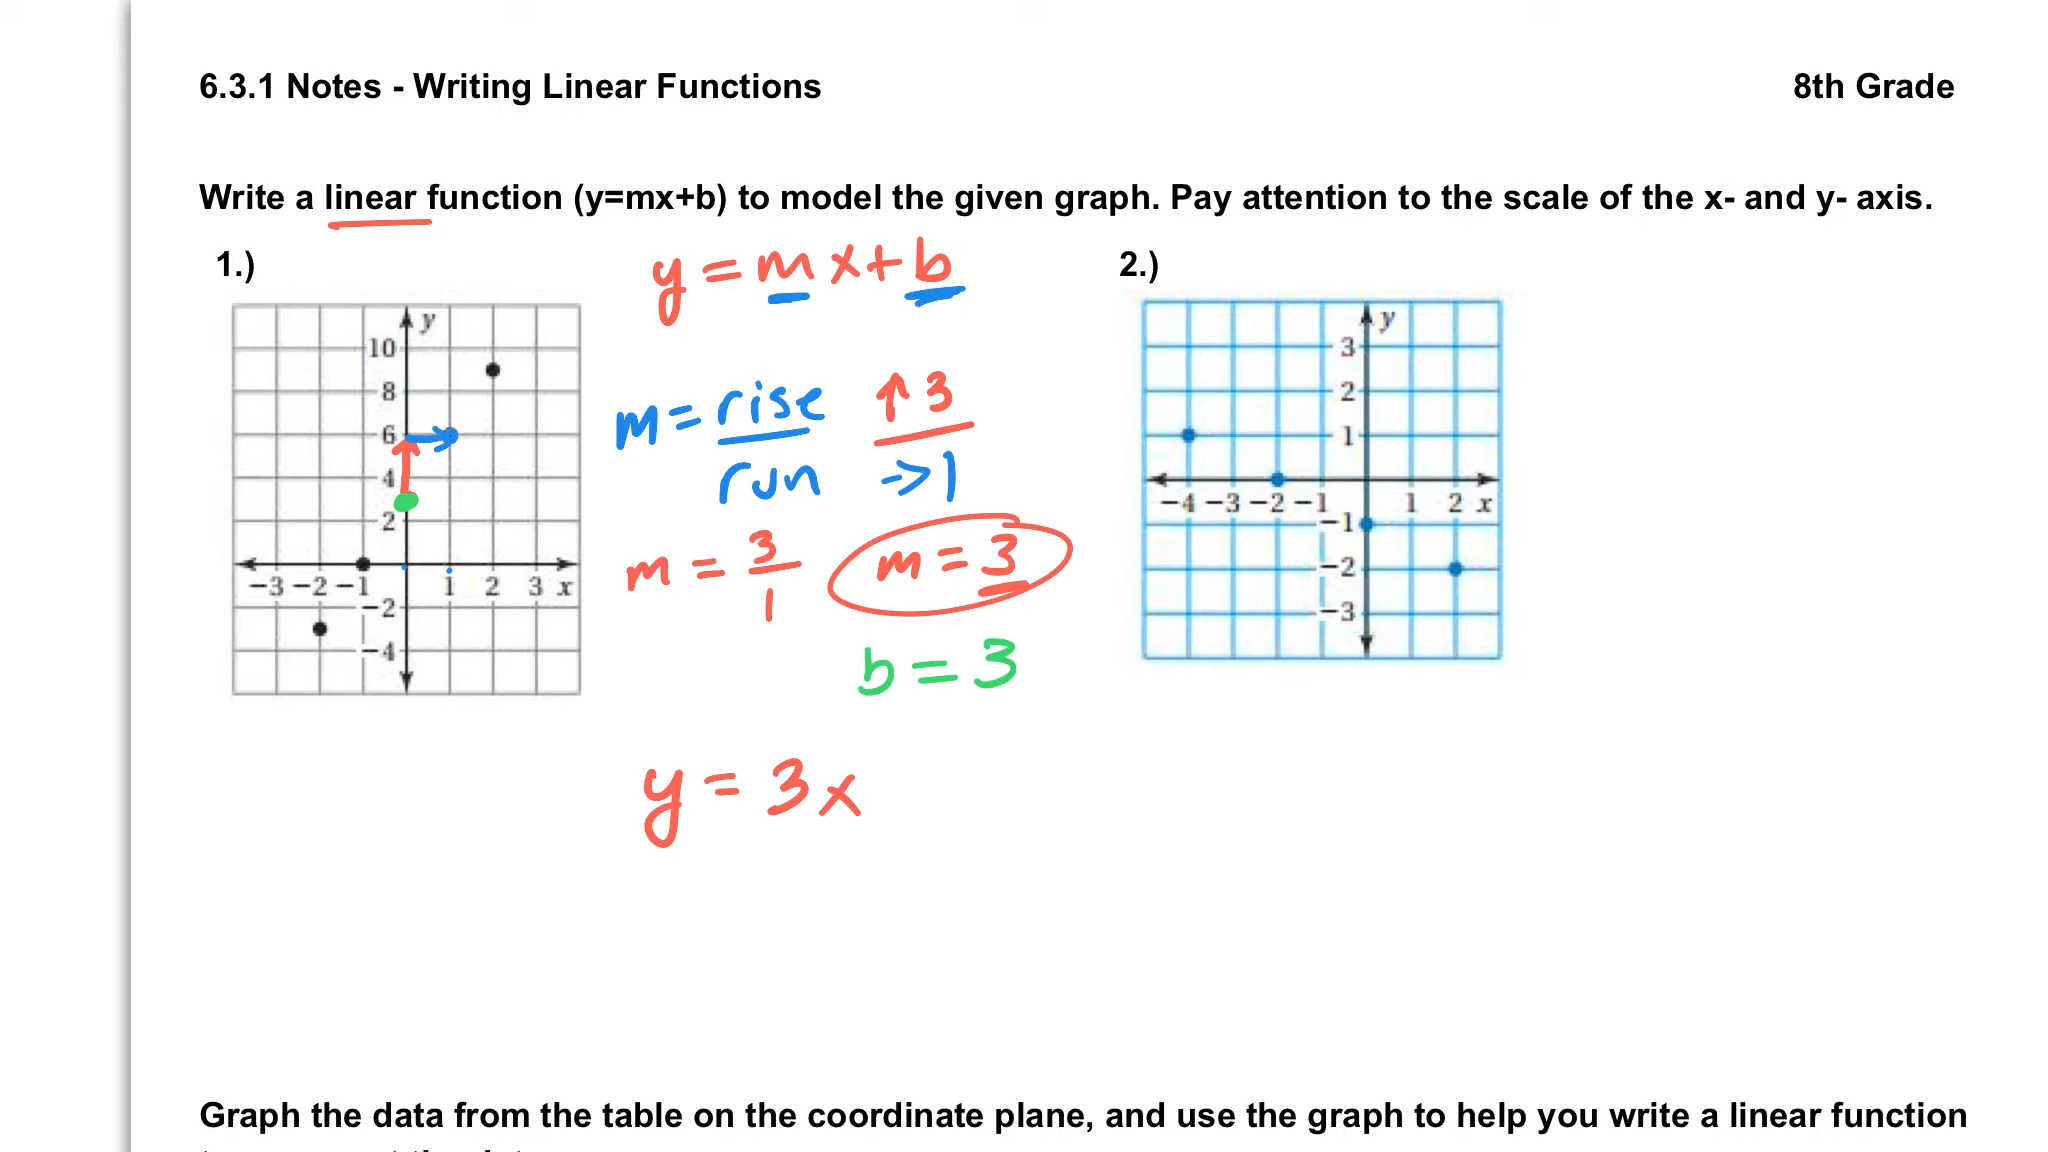 6.3.1 Notes - Writing Linear Functions 8th Grade
Write a linear function (y=mx+b) to model the given graph. Pay attention to the scale of the x- and y- axis.
1.)
y = mx+b
2.)
y
10
8
6
4
2
-3 -2 -1 1 2 3 x
-2
-4
m = rise ↑3
run →1
m = 3 m = 3
1
b = 3
y = 3x
y
3
2
1
-4 -3 -2 -1 1 2 x
-1
-2
-3
Graph the data from the table on the coordinate plane, and use the graph to help you write a linear function